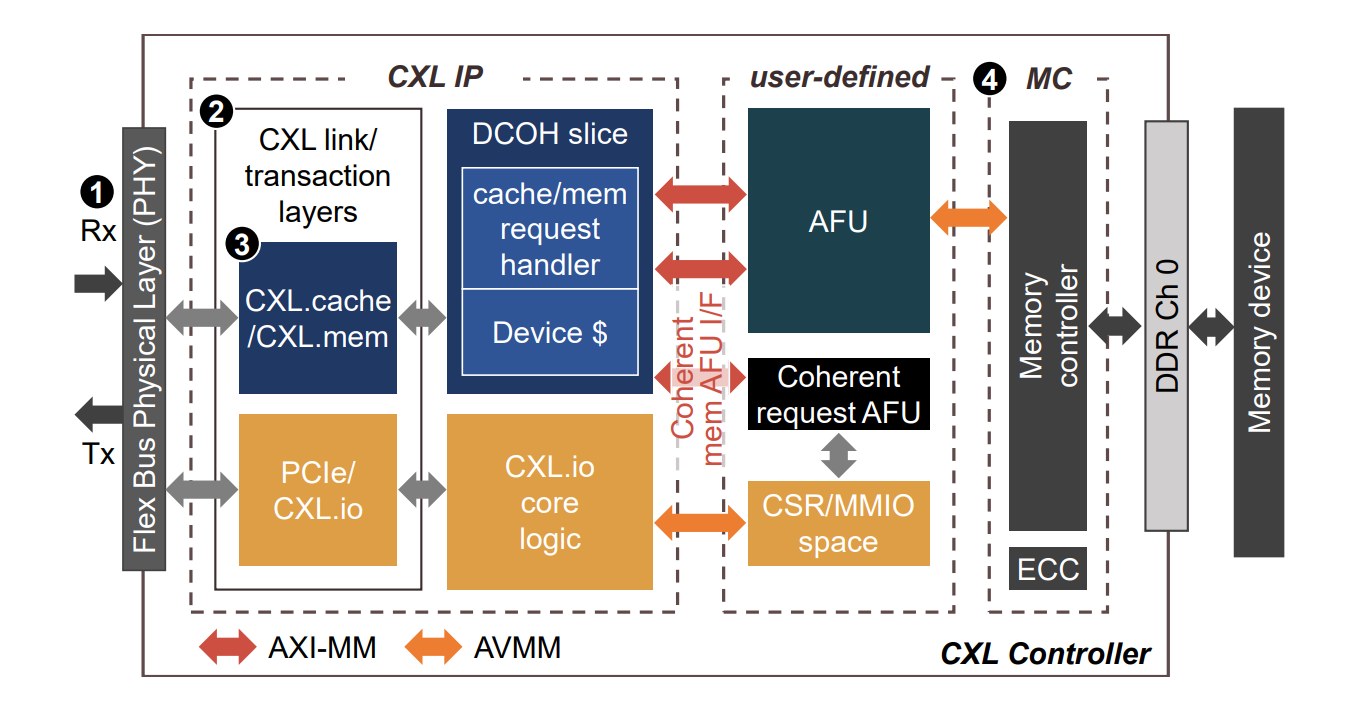 CXL IP
user-defined
4
MC
2
CXL link/
transaction
layers
DCOH slice
cache/mem
request
handler
Device $
1
Rx
Tx
Flex Bus Physical Layer (PHY)
3
CXL.cache
/CXL.mem
PCIe/
CXL.io
CXL.io
core
logic
Coherent
mem AFU I/F
AFU
Coherent
request AFU
CSR/MMIO
space
Memory
controller
ECC
DDR Ch 0
Memory device
AXI-MM
AVMM
CXL Controller